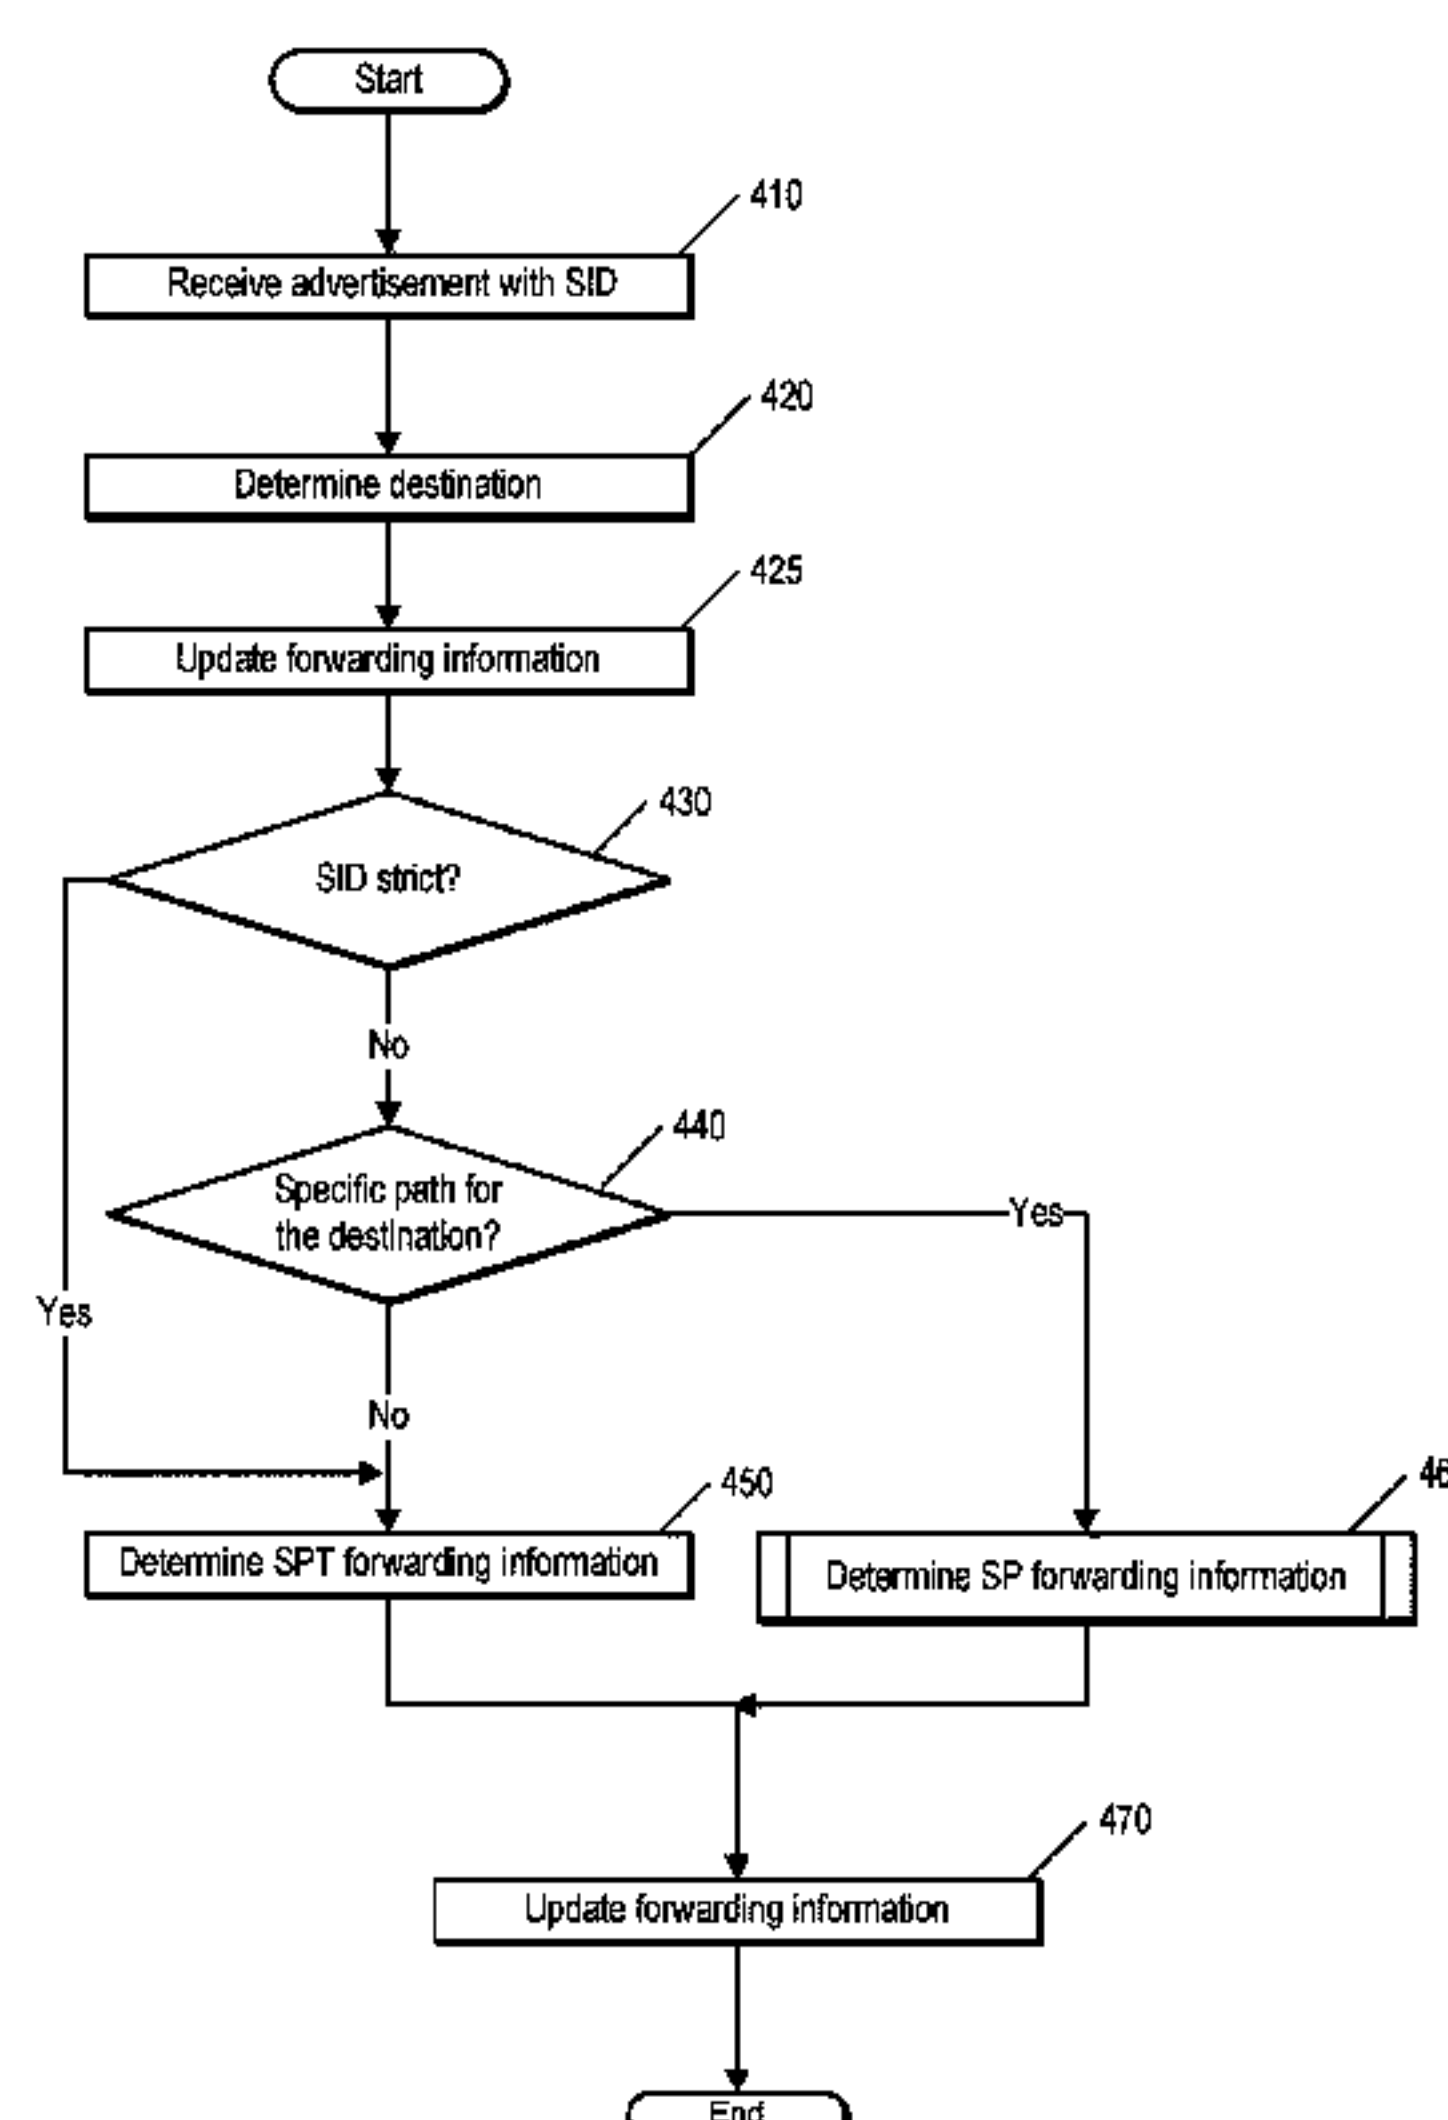 Start
410
Receive advertisement with SID
420
Determine destination
425
Update forwarding information
430
SID strict?
No
440
Specific path for
the destination?
Yes
Yes
No
450
Determine SPT forwarding information
Determine SP forwarding information
470
Update forwarding information
End